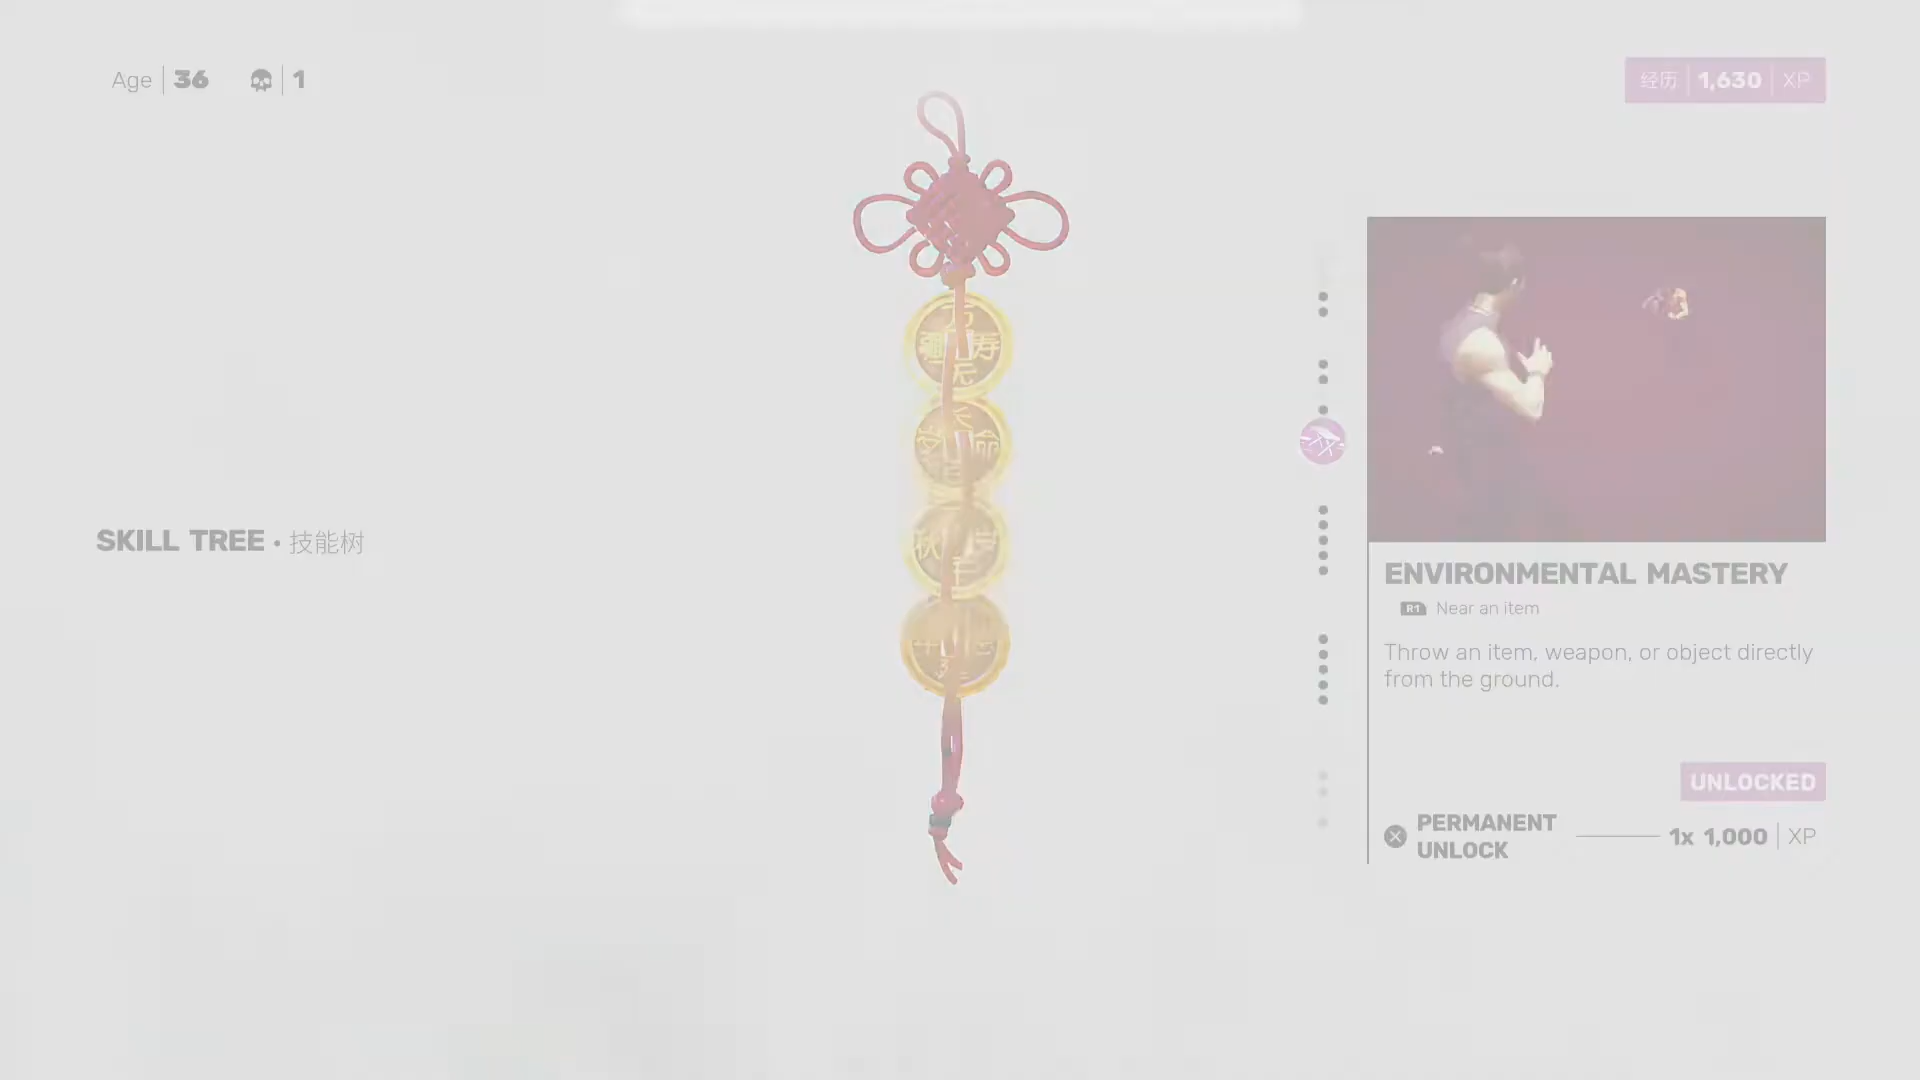 Age 36 1
经历 1,630 XP
SKILL TREE • 技能树
ENVIRONMENTAL MASTERY
R1 Near an item
Throw an item, weapon, or object directly
from the ground.
UNLOCKED
PERMANENT
UNLOCK
1x 1,000 XP